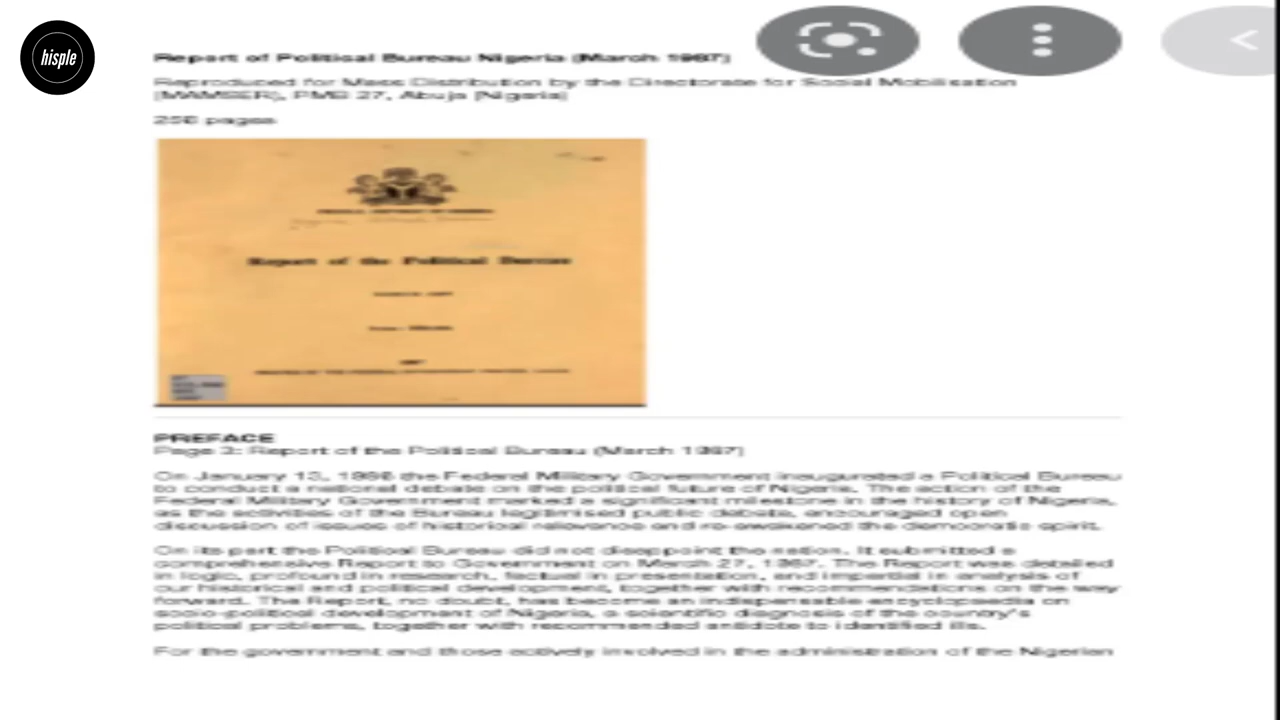 hisple
Report of Political Bureau Nigeria (March 1987)
Reproduced for Mass Distribution by the Directorate for Social Mobilisation
(MAMSER), PMB 27, Abuja (Nigeria)
pages
Report of the Political Bureau
PREFACE
Page 3: Report of the Political Bureau (March 1987)
On January 13, 1986 the Federal Military Government inaugurated a Political Bureau
to conduct a national debate on the political future of Nigeria. The action of the
Federal Military Government marked a significant milestone in the history of Nigeria,
as the activities of the Bureau legitimised public debate, encouraged open
discussion of issues of historical relevance and re-awakened the democratic spirit.
On its part the Political Bureau did not disappoint the nation. It submitted a
comprehensive Report to Government on March 27, 1987. The Report was detailed
in logic, profound in research, factual in presentation, and impartial in analysis of
our historical and political development, together with recommendations on the way
forward. The Report, no doubt, has become an indispensable encyclopaedia on
socio-political development of Nigeria, a scientific diagnosis of the country's
political problems, together with recommended antidote to identified ills.
For the government and those actively involved in the administration of the Nigerian